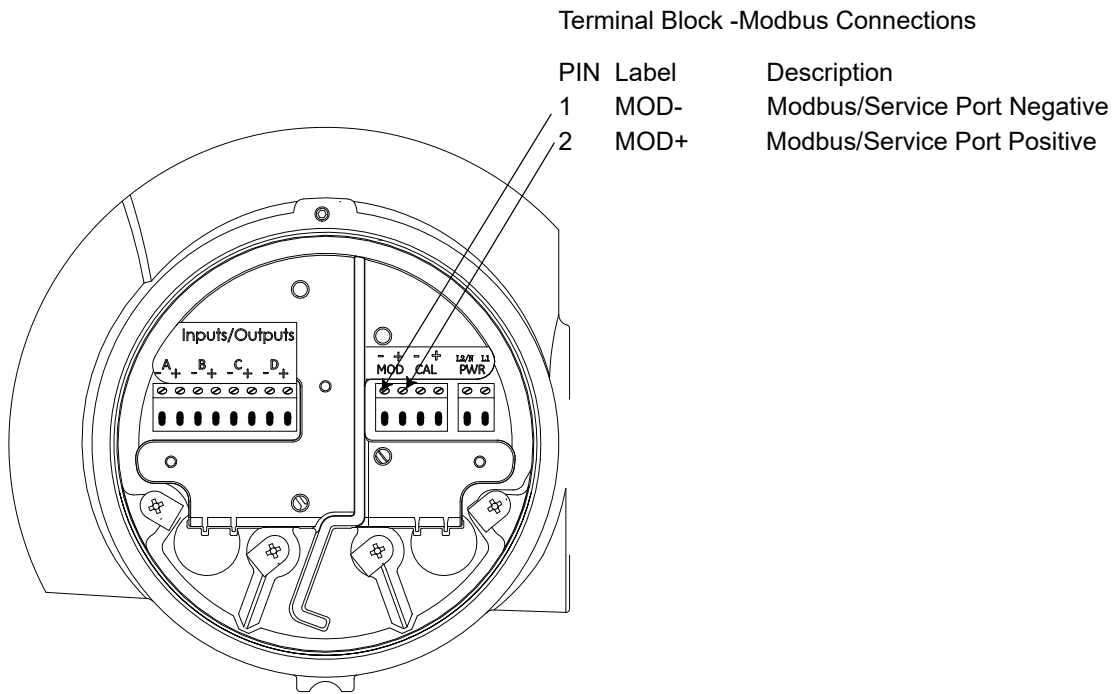 Terminal Block -Modbus Connections
PIN Label Description
1 MOD- Modbus/Service Port Negative
2 MOD+ Modbus/Service Port Positive
Inputs/Outputs
A B C D
- + - + - + - +
- + - + L2/N L1
MOD CAL PWR